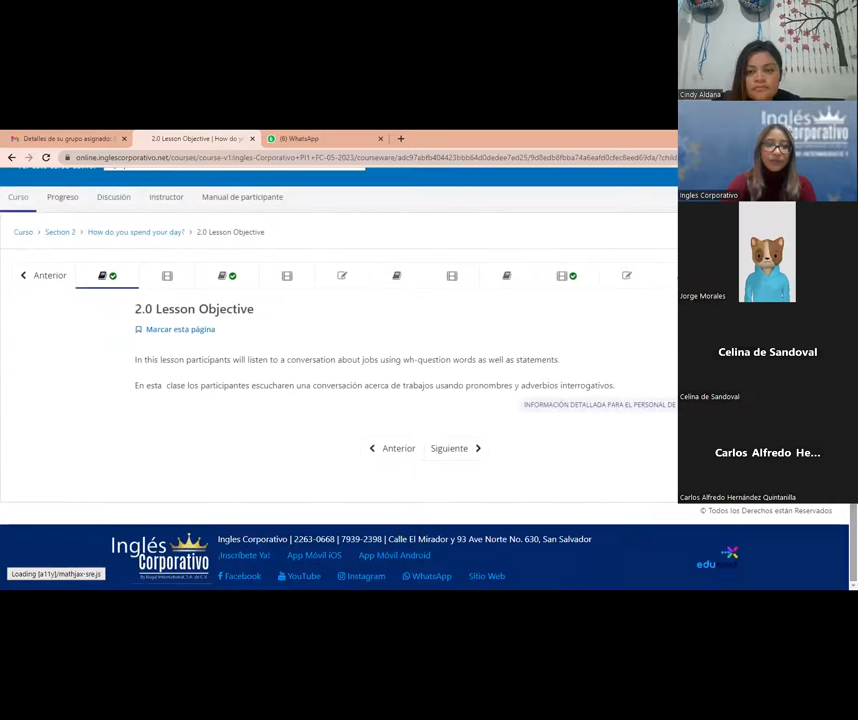 Detalles de su grupo asignado:
2.0 Lesson Objective | How do y
(6) WhatsApp
online.inglescorporativo.net/courses/course-v1:Ingles-Corporativo+PI1+FC-05-2023/courseware/
Curso Progreso Discusión Instructor Manual de participante
Curso > Section 2 > How do you spend your day? > 2.0 Lesson Objective
Anterior
2.0 Lesson Objective
Marcar esta página
In this lesson participants will listen to a conversation about jobs using wh-question words as well as statements.
En esta clase los participantes escucharen una conversación acerca de trabajos usando pronombres y adverbios interrogativos.
INFORMACIÓN DETALLADA PARA EL PERSONAL DE
Anterior Siguiente
© Todos los Derechos están Reservados
Inglés
Corporativo
Ingles Corporativo | 2263-0668 | 7939-2398 | Calle El Mirador y 93 Ave Norte No. 630, San Salvador
¡Inscríbete Ya! App Móvil iOS App Móvil Android
Facebook YouTube Instagram WhatsApp Sitio Web
Loading [a11y]/mathjax-sre.js
Cindy Aldana
Inglés
Corporativo
Ingles Corporativo
Jorge Morales
Celina de Sandoval
Celina de Sandoval
Carlos Alfredo He...
Carlos Alfredo Hernández Quintanilla